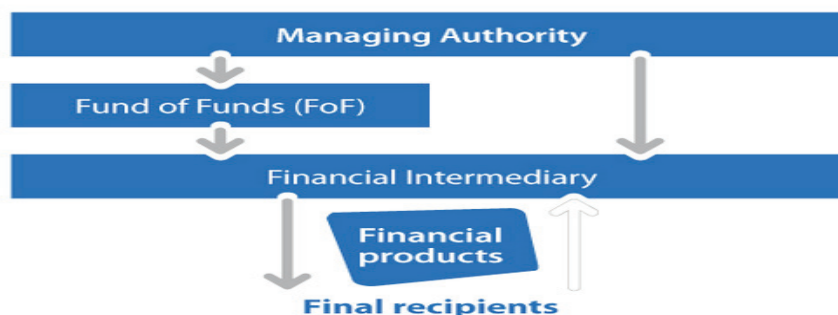 Managing Authority
Fund of Funds (FoF)
Financial Intermediary
Financial
products
Final recipients